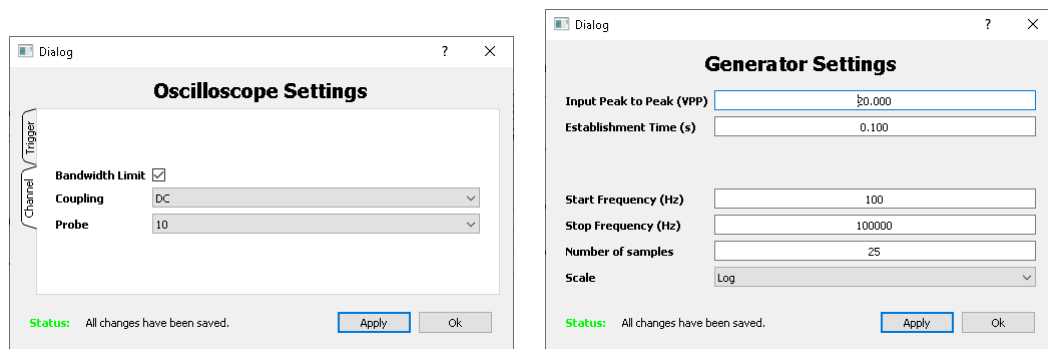 Dialog
?
Oscilloscope Settings
Trigger
Channel
Bandwidth Limit
Coupling DC
Probe 10
Status: All changes have been saved. Apply Ok
Dialog
?
Generator Settings
Input Peak to Peak (VPP) 20.000
Establishment Time (s) 0.100
Start Frequency (Hz) 100
Stop Frequency (Hz) 100000
Number of samples 25
Scale Log
Status: All changes have been saved. Apply Ok